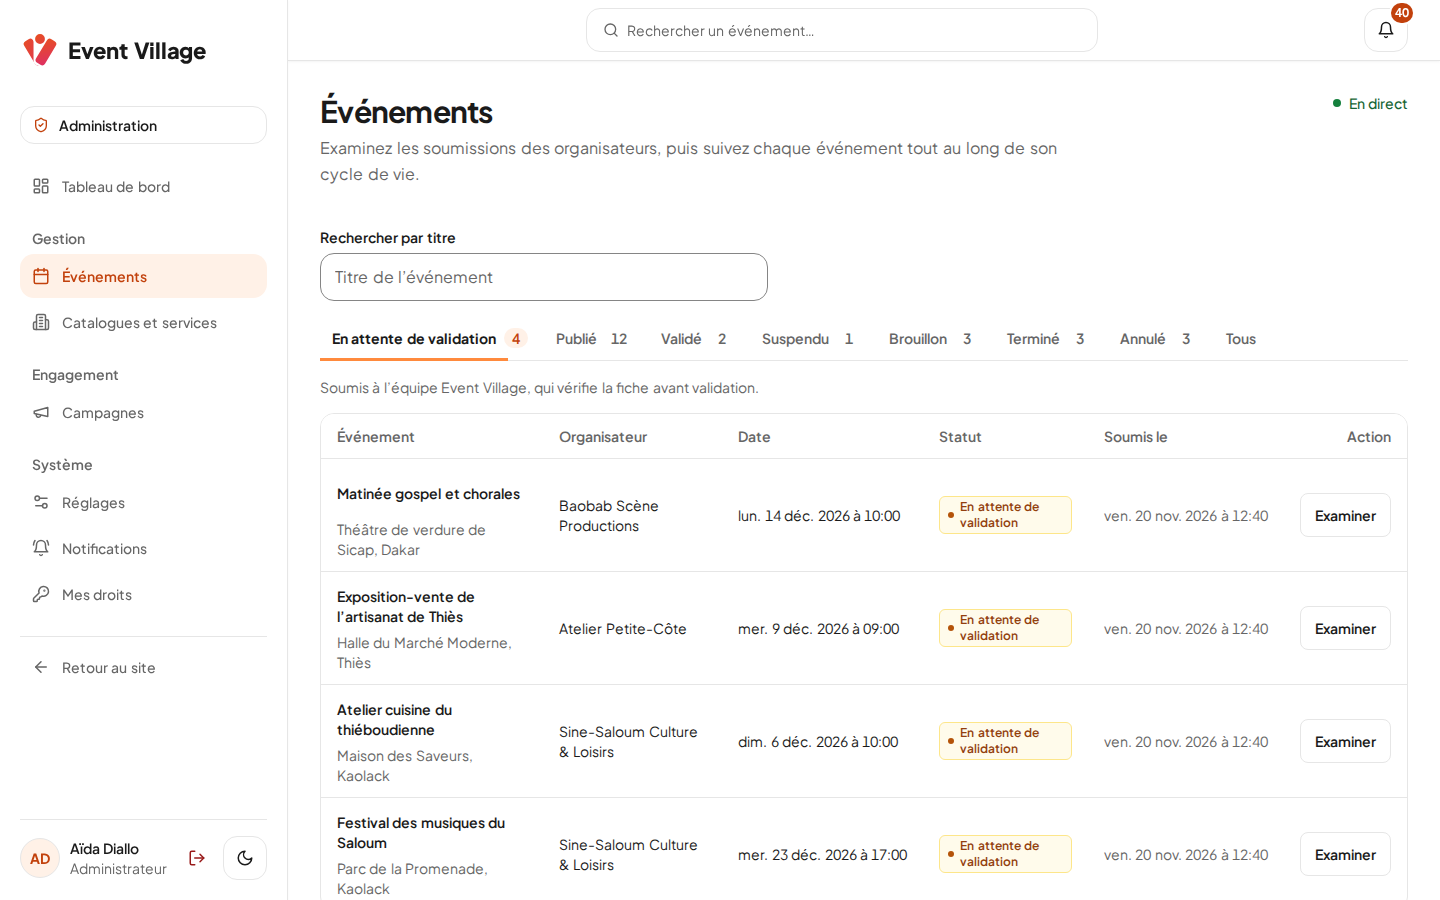 Event Village
Administration
Tableau de bord
Gestion
Événements
Catalogues et services
Engagement
Campagnes
Système
Réglages
Notifications
Mes droits
Retour au site
AD
Aïda Diallo
Administrateur
Rechercher un événement…
40
Événements
En direct
Examinez les soumissions des organisateurs, puis suivez chaque événement tout au long de son
cycle de vie.
Rechercher par titre
Titre de l’événement
En attente de validation 4 Publié 12 Validé 2 Suspendu 1 Brouillon 3 Terminé 3 Annulé 3 Tous
Soumis à l’équipe Event Village, qui vérifie la fiche avant validation.
Événement Organisateur Date Statut Soumis le Action
Matinée gospel et chorales
Théâtre de verdure de
Sicap, Dakar
Baobab Scène
Productions
lun. 14 déc. 2026 à 10:00
En attente de
validation
ven. 20 nov. 2026 à 12:40
Examiner
Exposition-vente de
l’artisanat de Thiès
Halle du Marché Moderne,
Thiès
Atelier Petite-Côte
mer. 9 déc. 2026 à 09:00
En attente de
validation
ven. 20 nov. 2026 à 12:40
Examiner
Atelier cuisine du
thiéboudienne
Maison des Saveurs,
Kaolack
Sine-Saloum Culture
& Loisirs
dim. 6 déc. 2026 à 10:00
En attente de
validation
ven. 20 nov. 2026 à 12:40
Examiner
Festival des musiques du
Saloum
Parc de la Promenade,
Kaolack
Sine-Saloum Culture
& Loisirs
mer. 23 déc. 2026 à 17:00
En attente de
validation
ven. 20 nov. 2026 à 12:40
Examiner